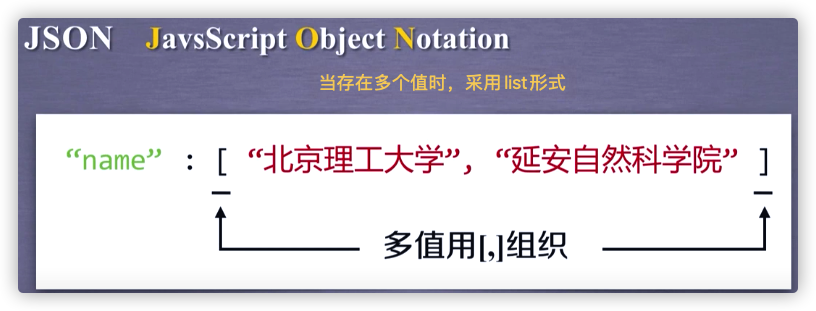 JSON JavsScript Object Notation
当存在多个值时，采用list形式
“name” : [ “北京理工大学”, “延安自然科学院” ]
多值用[,]组织